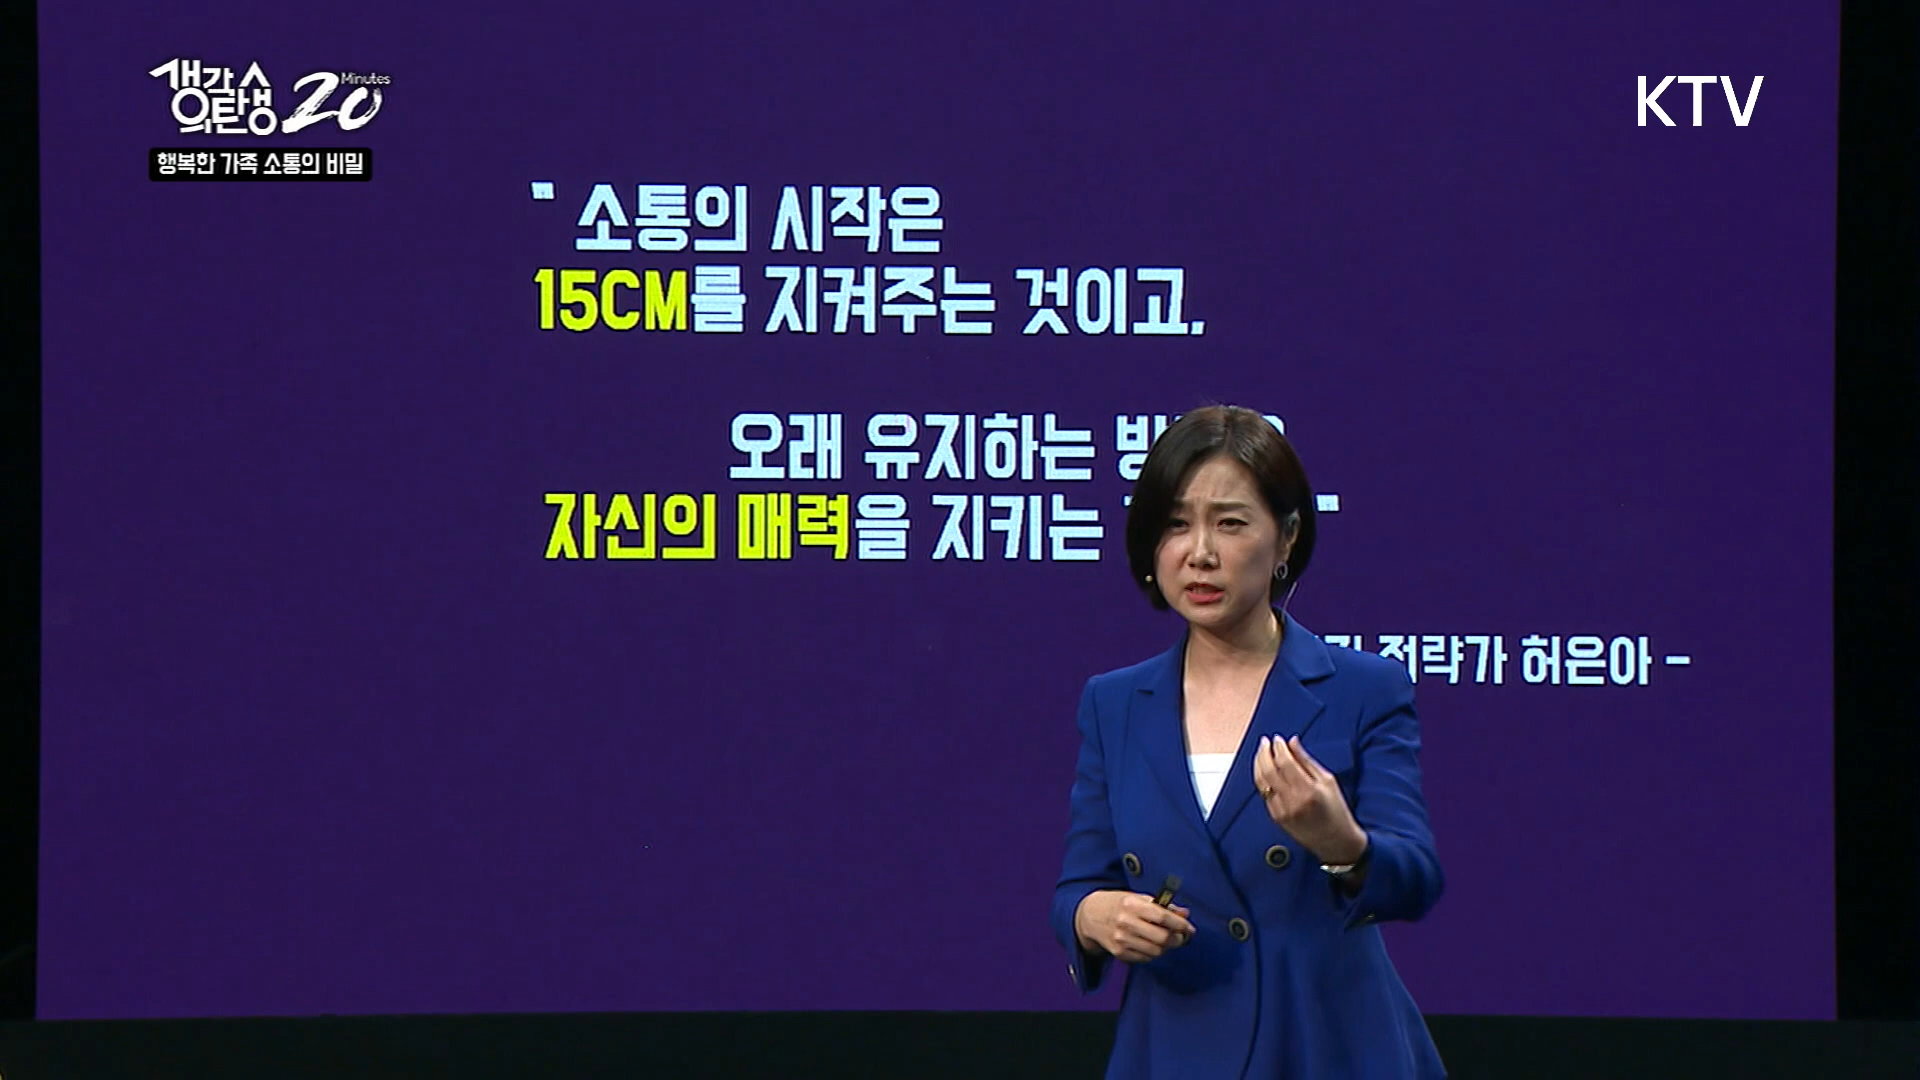 생각의 탄생 쇼 20 Minutes
KTV
행복한 가족 소통의 비밀
" 소통의 시작은
15CM를 지켜주는 것이고,
오래 유지하는
자신의 매력을 지키는 "
전략가 허은아 -